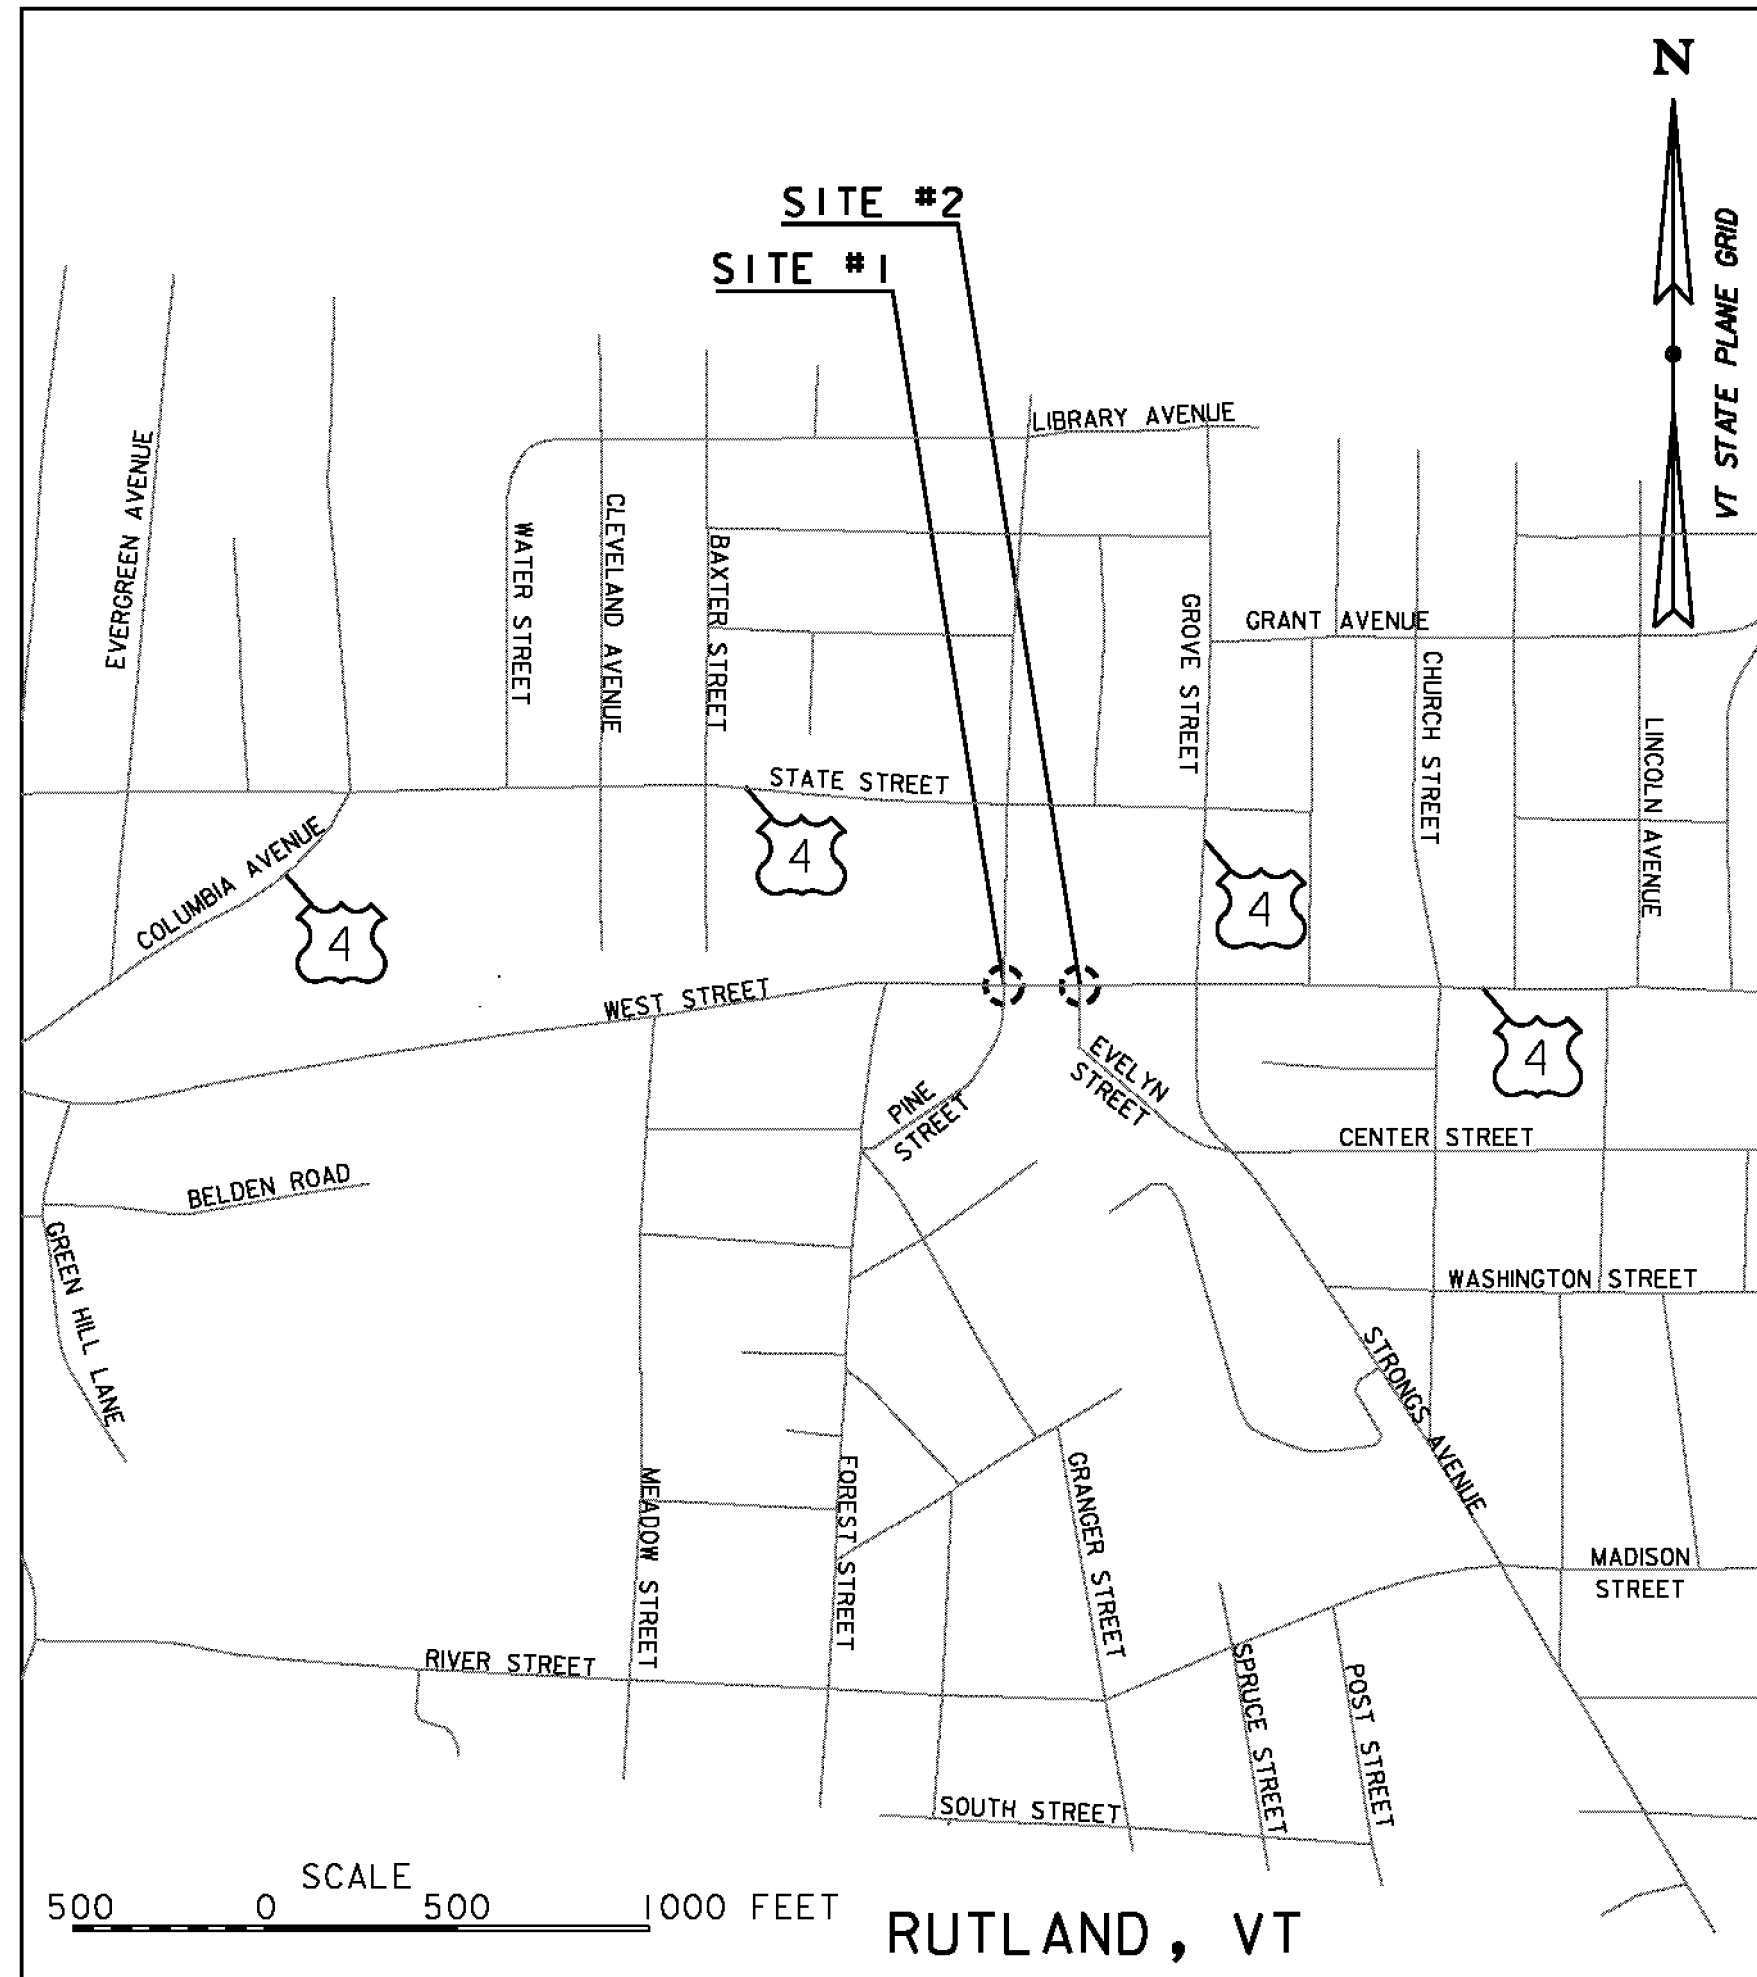 N
VT STATE PLANE GRID
SITE #2
SITE #1
LIBRARY AVENUE
EVERGREEN AVENUE
WATER STREET
CLEVELAND AVENUE
BAXTER STREET
GROVE STREET
GRANT AVENUE
CHURCH STREET
LINCOLN AVENUE
STATE STREET
COLUMBIA AVENUE
4
4
4
4
WEST STREET
PINE
STREET
EVELYN
STREET
CENTER STREET
BELDEN ROAD
GREEN HILL LANE
WASHINGTON STREET
STRONGS AVENUE
MEADOW STREET
FOREST STREET
GRANGER STREET
MADISON
STREET
RIVER STREET
SPRUCE STREET
POST STREET
SOUTH STREET
SCALE
500 0 500 1000 FEET
RUTLAND, VT